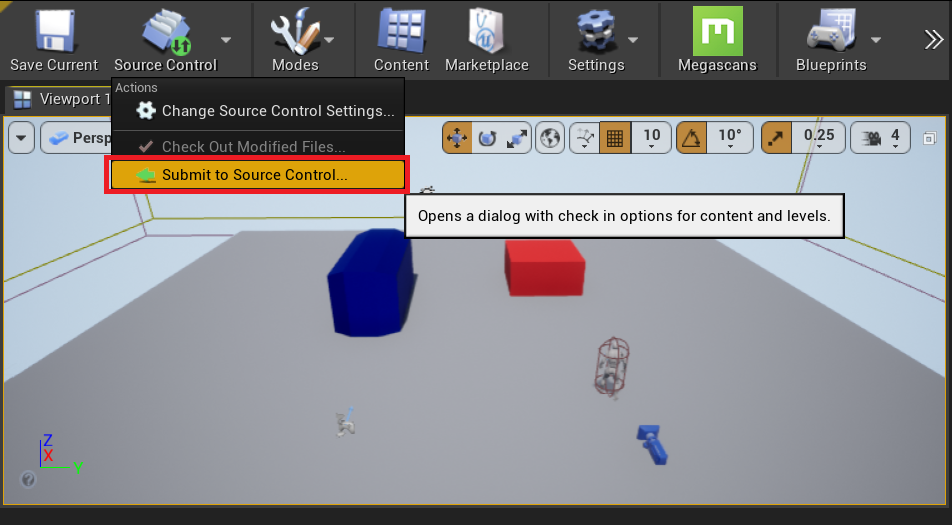 Save Current
Source Control
Modes
Content
Marketplace
Settings
Megascans
Blueprints
Viewport 1
Actions
Change Source Control Settings...
Check Out Modified Files...
Submit to Source Control...
Persp
10
10°
0.25
4
Opens a dialog with check in options for content and levels.
Z
X
Y
?